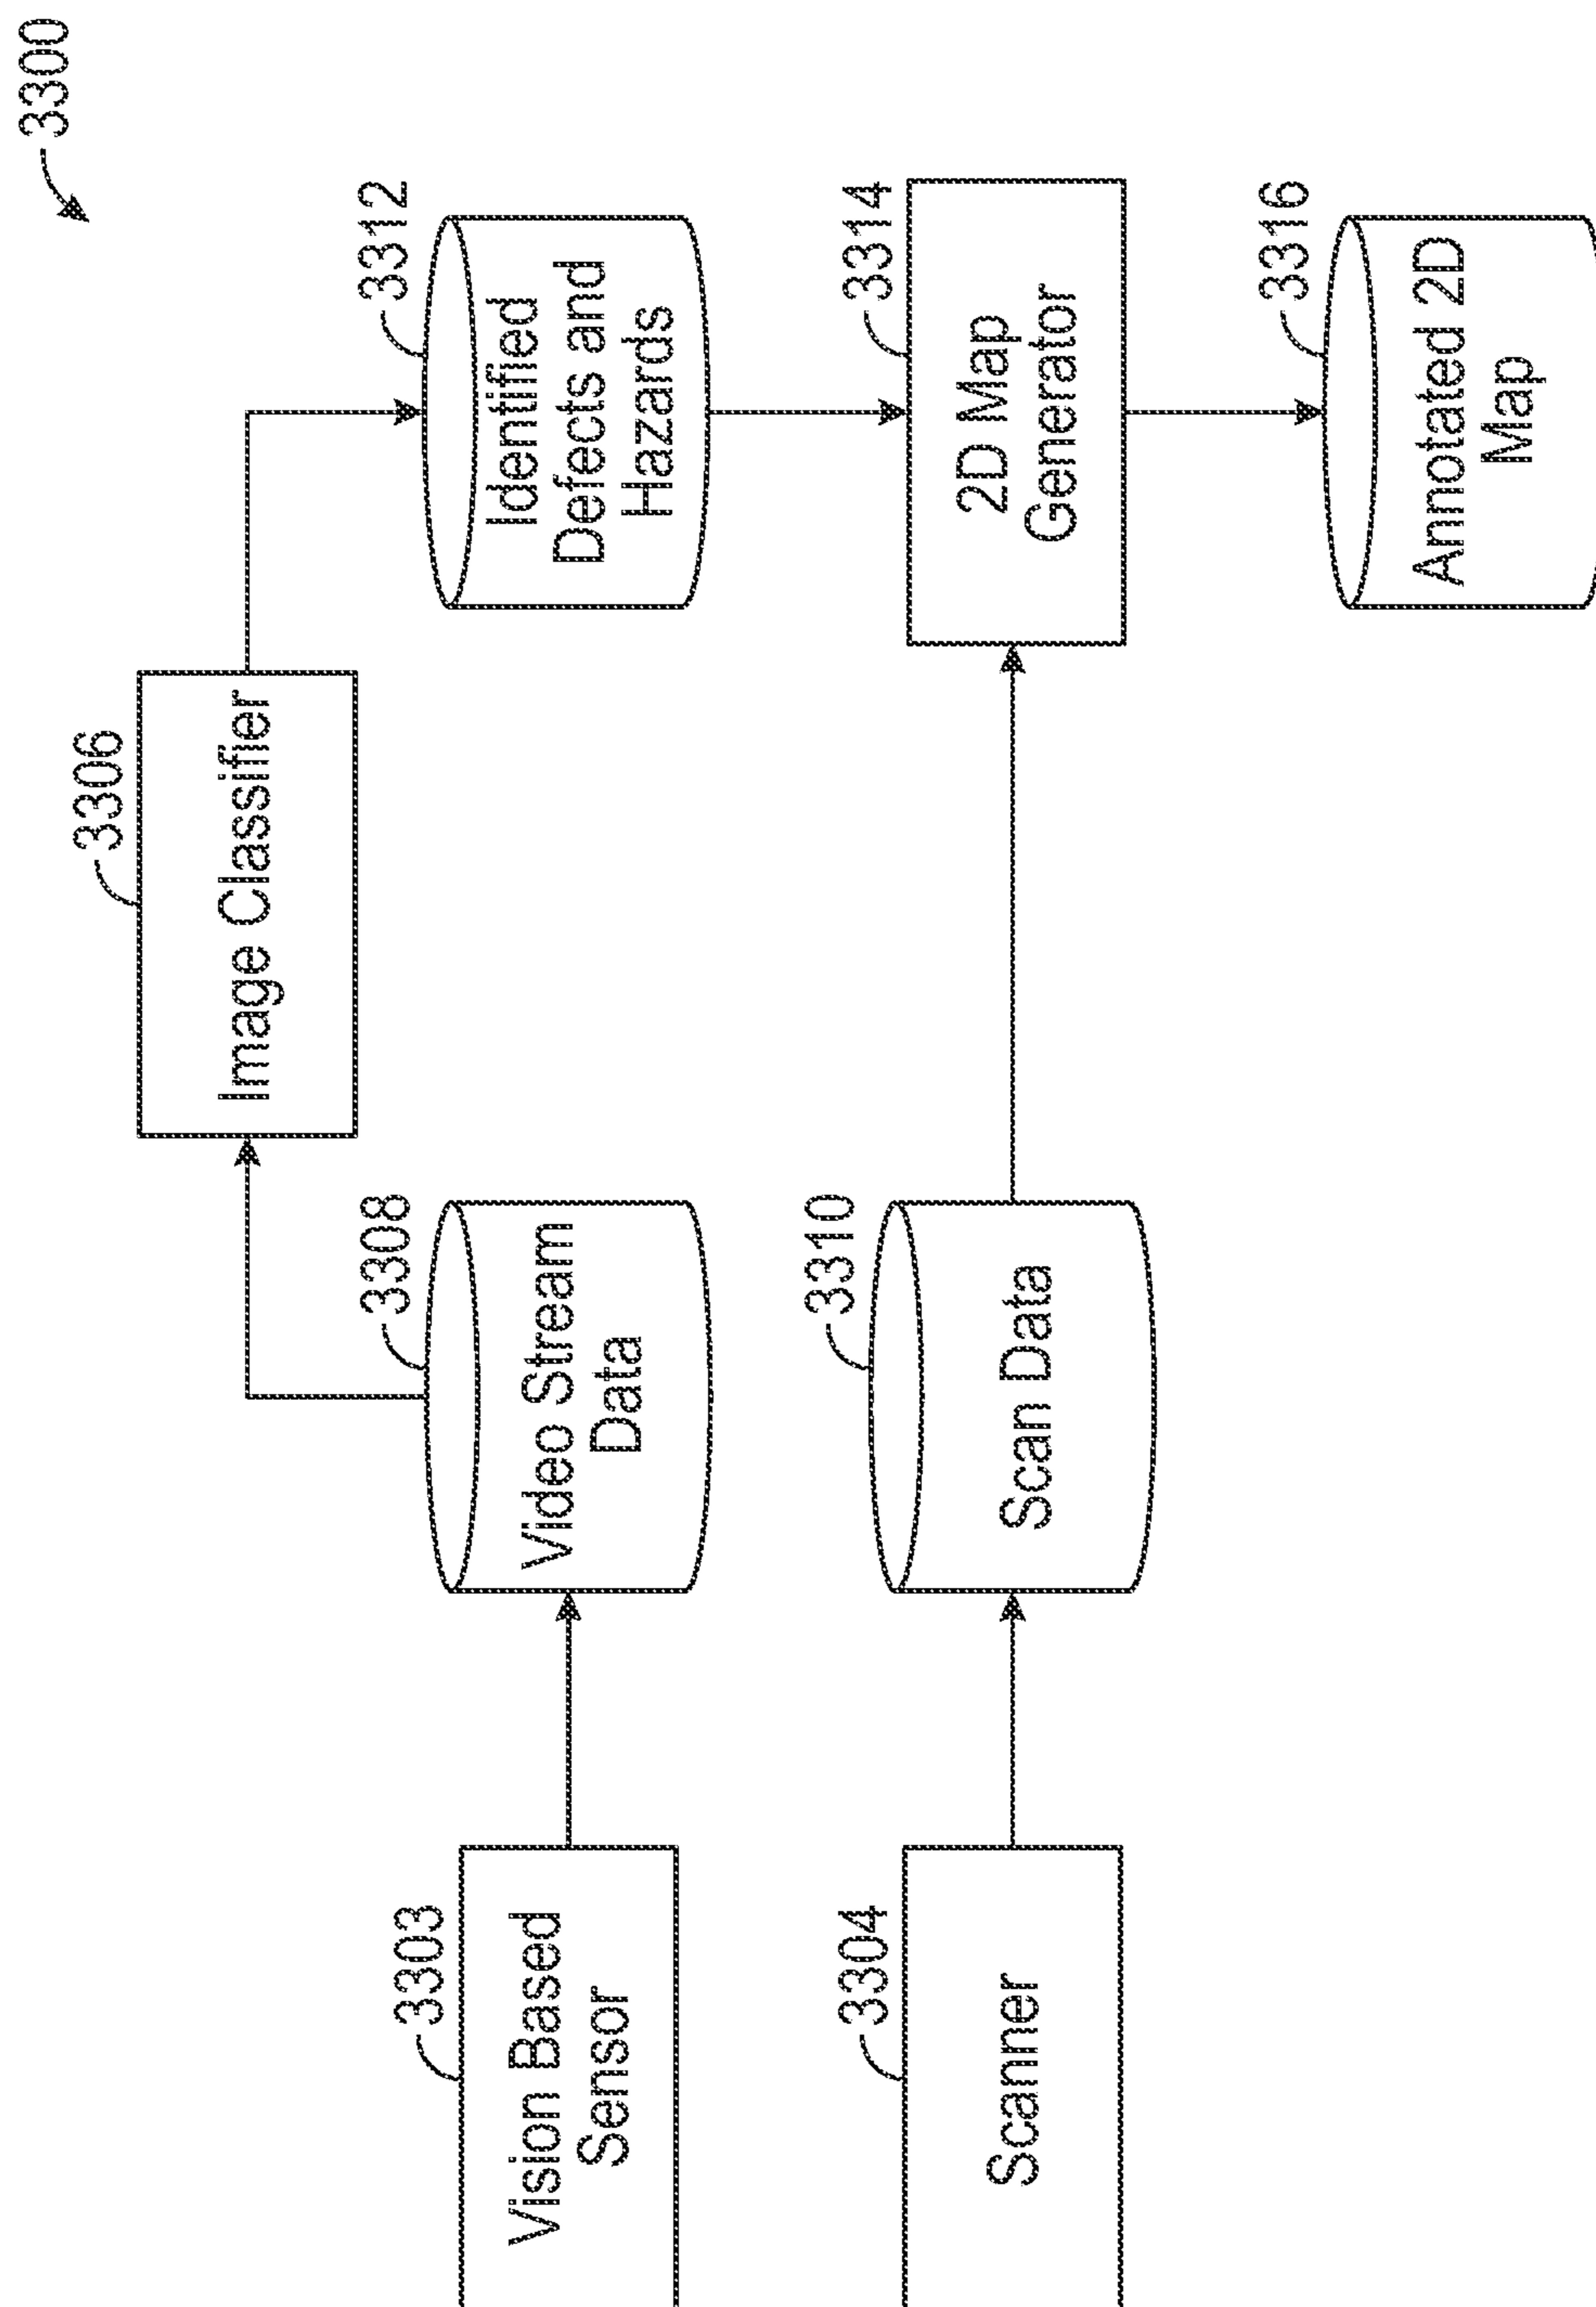 3300
3306
Image Classifier
3308
Video Stream
Data
3312
Identified
Defects and
Hazards
3303
Vision Based
Sensor
3304
Scanner
3310
Scan Data
3314
2D Map
Generator
3316
Annotated 2D
Map